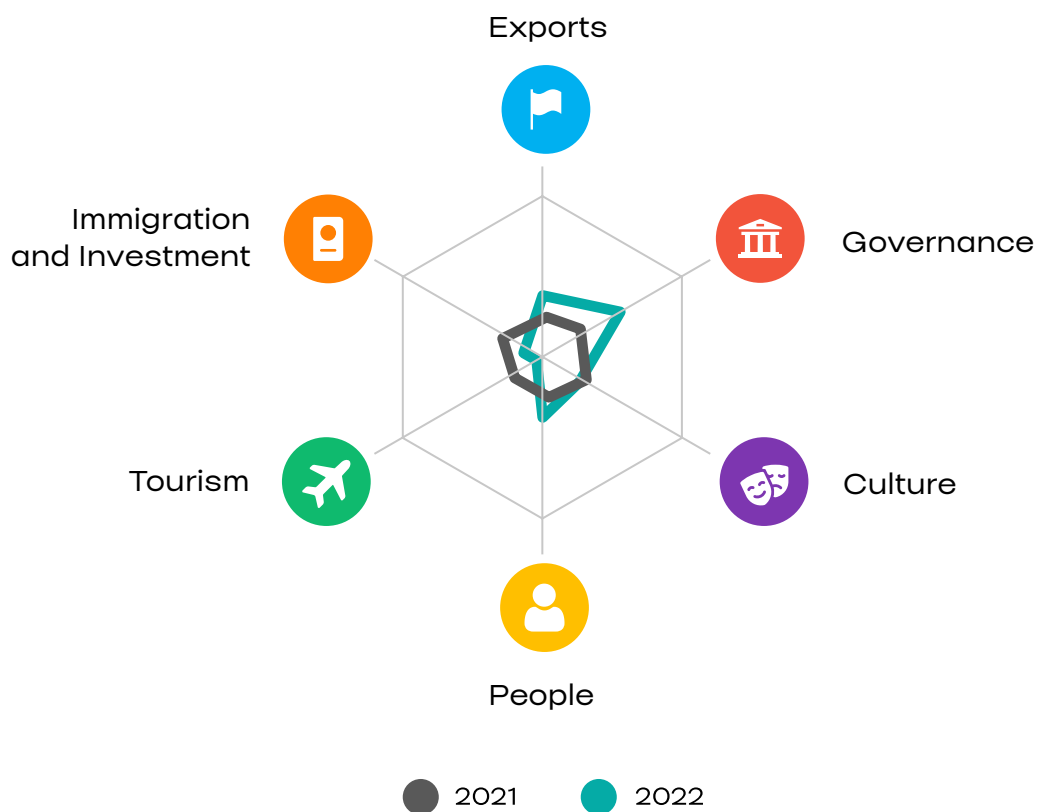 Exports
Immigration
and Investment
Governance
Tourism
Culture
People
2021
2022